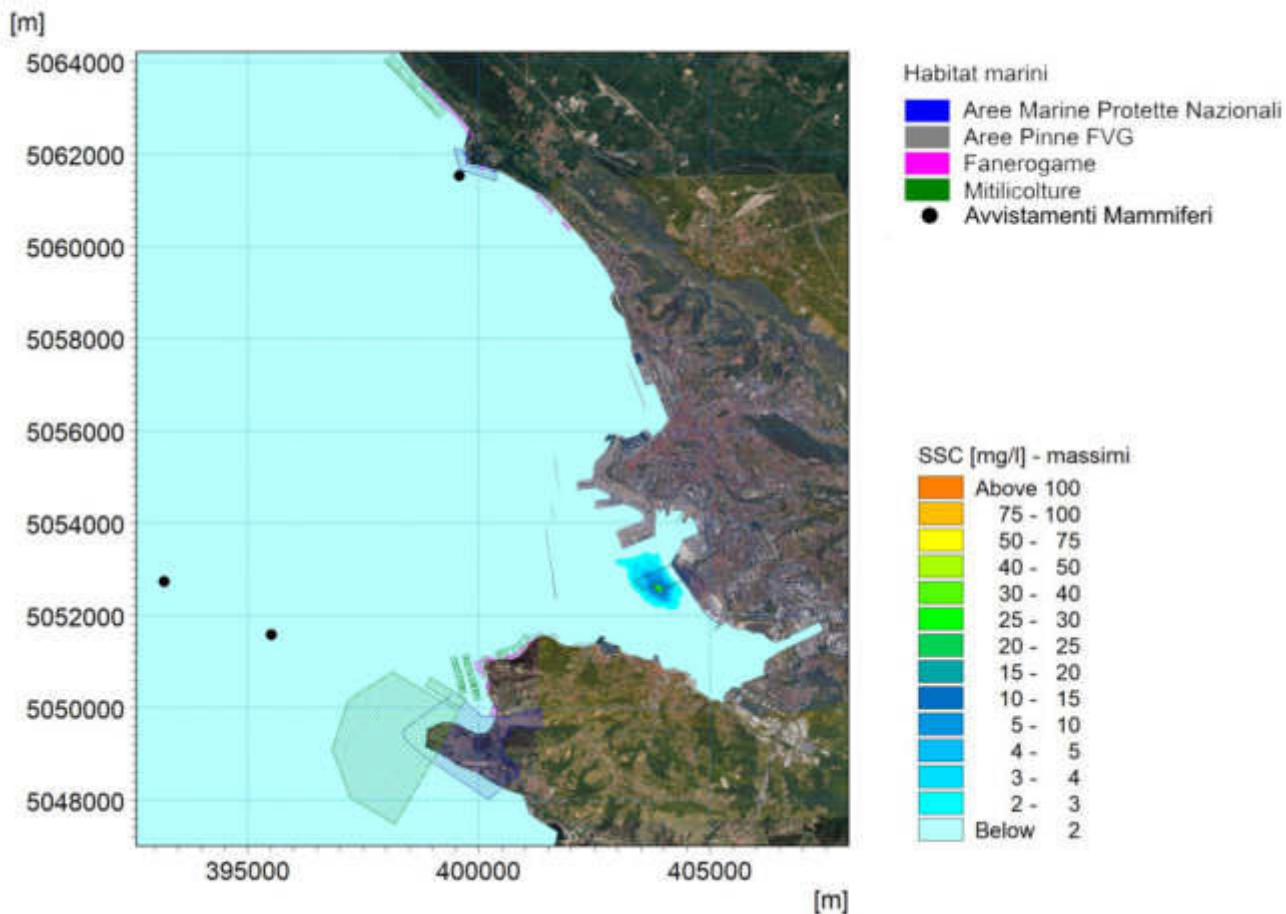 [m]
5064000
5062000
5060000
5058000
5056000
5054000
5052000
5050000
5048000
395000
400000
405000
[m]
Habitat marini
Aree Marine Protette Nazionali
Aree Pinne FVG
Fanerogame
Mitilicolture
Avvistamenti Mammiferi
SSC [mg/l] - massimi
Above 100
75 - 100
50 - 75
40 - 50
30 - 40
25 - 30
20 - 25
15 - 20
10 - 15
5 - 10
4 - 5
3 - 4
2 - 3
Below 2